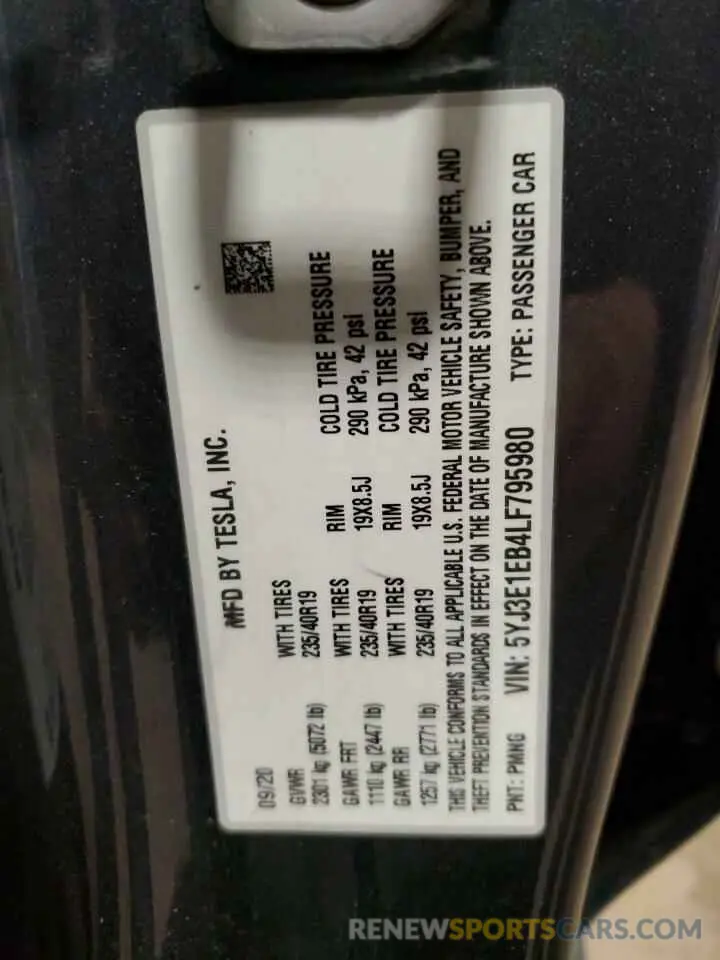 MFD BY TESLA, INC.
09/20
GVWR WITH TIRES
2301 kg (5072 lb) 235/40R19
GAWR FRT WITH TIRES RIM COLD TIRE PRESSURE
1110 kg (2447 lb) 235/40R19 19X8.5J 290 kPa, 42 psi
GAWR RR WITH TIRES RIM COLD TIRE PRESSURE
1257 kg (2771 lb) 235/40R19 19X8.5J 290 kPa, 42 psi
THIS VEHICLE CONFORMS TO ALL APPLICABLE U.S. FEDERAL MOTOR VEHICLE SAFETY, BUMPER, AND
THEFT PREVENTION STANDARDS IN EFFECT ON THE DATE OF MANUFACTURE SHOWN ABOVE.
PNT: PMNG VIN: 5YJ3E1EB4LF795980 TYPE: PASSENGER CAR
RENEWSPORTSCARS.COM